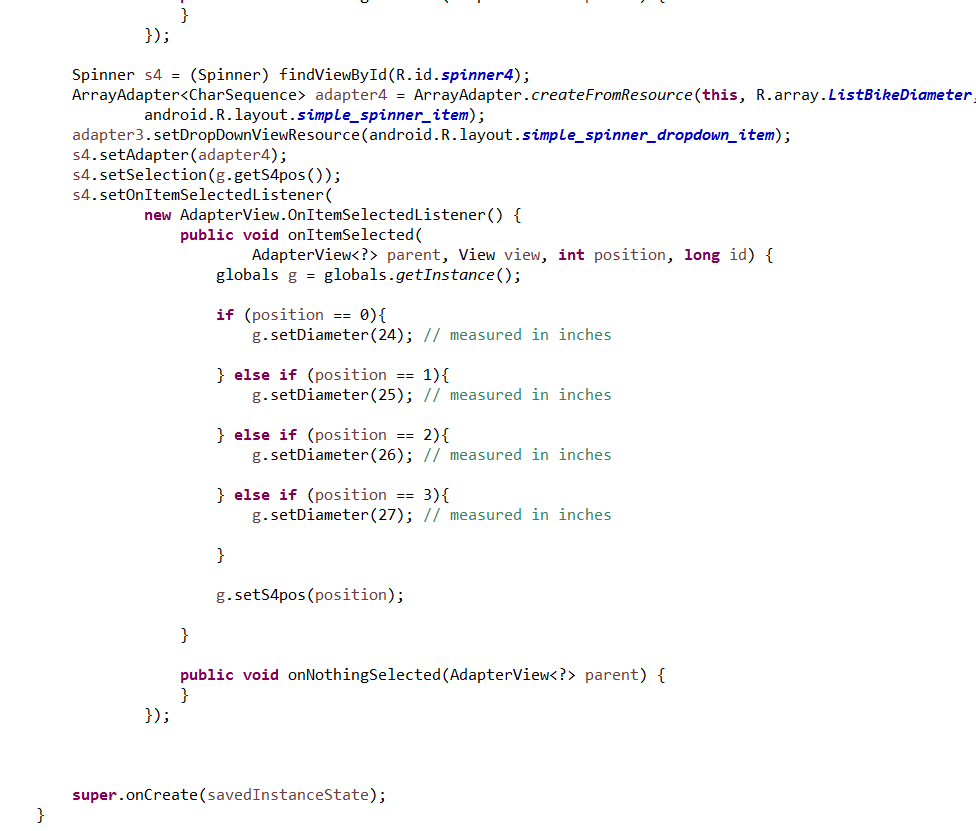 }
});
Spinner s4 = (Spinner) findViewById(R.id.spinner4);
ArrayAdapter<CharSequence> adapter4 = ArrayAdapter.createFromResource(this, R.array.ListBikeDiameter,
android.R.layout.simple_spinner_item);
adapter3.setDropDownViewResource(android.R.layout.simple_spinner_dropdown_item);
s4.setAdapter(adapter4);
s4.setSelection(g.getS4pos());
s4.setOnItemSelectedListener(
new AdapterView.OnItemSelectedListener() {
public void onItemSelected(
AdapterView<?> parent, View view, int position, long id) {
globals g = globals.getInstance();
if (position == 0){
g.setDiameter(24); // measured in inches
} else if (position == 1){
g.setDiameter(25); // measured in inches
} else if (position == 2){
g.setDiameter(26); // measured in inches
} else if (position == 3){
g.setDiameter(27); // measured in inches
}
g.setS4pos(position);
}
public void onNothingSelected(AdapterView<?> parent) {
}
});
super.onCreate(savedInstanceState);
}